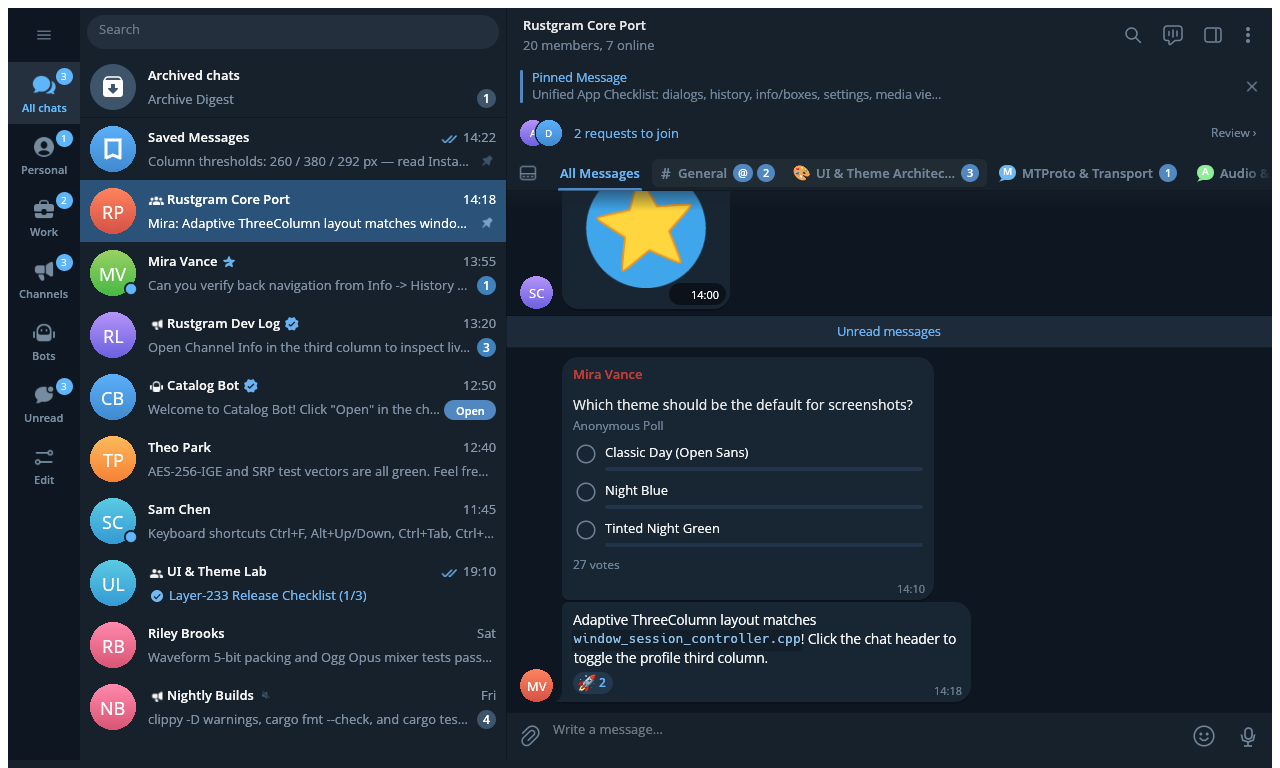 Search
3
All chats
1
Personal
2
Work
3
Channels
Bots
3
Unread
Edit
Archived chats
Archive Digest
1
Saved Messages
14:22
Column thresholds: 260 / 380 / 292 px — read Insta...
RP
Rustgram Core Port
14:18
Mira: Adaptive ThreeColumn layout matches windo...
MV
Mira Vance
13:55
Can you verify back navigation from Info -> History ...
1
RL
Rustgram Dev Log
13:20
Open Channel Info in the third column to inspect liv...
3
CB
Catalog Bot
12:50
Welcome to Catalog Bot! Click "Open" in the ch...
Open
TP
Theo Park
12:40
AES-256-IGE and SRP test vectors are all green. Feel fre...
SC
Sam Chen
11:45
Keyboard shortcuts Ctrl+F, Alt+Up/Down, Ctrl+Tab, Ctrl+...
UL
UI & Theme Lab
19:10
Layer-233 Release Checklist (1/3)
RB
Riley Brooks
Sat
Waveform 5-bit packing and Ogg Opus mixer tests pass...
NB
Nightly Builds
Fri
clippy -D warnings, cargo fmt --check, and cargo tes...
4
Rustgram Core Port
20 members, 7 online
Pinned Message
Unified App Checklist: dialogs, history, info/boxes, settings, media vie...
A D
2 requests to join
Review ›
All Messages
# General @ 2
UI & Theme Architec... 3
M MTProto & Transport 1
A Audio &
SC
14:00
Unread messages
Mira Vance
Which theme should be the default for screenshots?
Anonymous Poll
Classic Day (Open Sans)
Night Blue
Tinted Night Green
27 votes
14:10
Adaptive ThreeColumn layout matches
window_session_controller.cpp! Click the chat header to
toggle the profile third column.
2
14:18
MV
Write a message...